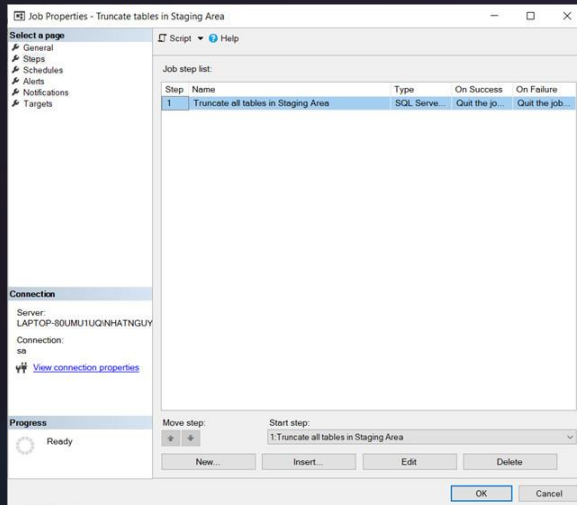 Job Properties - Truncate tables in Staging Area
Select a page
General
Steps
Schedules
Alerts
Notifications
Targets
Script Help
Job step list:
Step Name Type On Success On Failure
1 Truncate all tables in Staging Area SQL Serve... Quit the jo... Quit the job...
Connection
Server:
LAPTOP-80UMU1UQ\NHATNGUY
Connection:
sa
View connection properties
Progress
Ready
Move step: Start step:
1:Truncate all tables in Staging Area
New... Insert... Edit Delete
OK Cancel